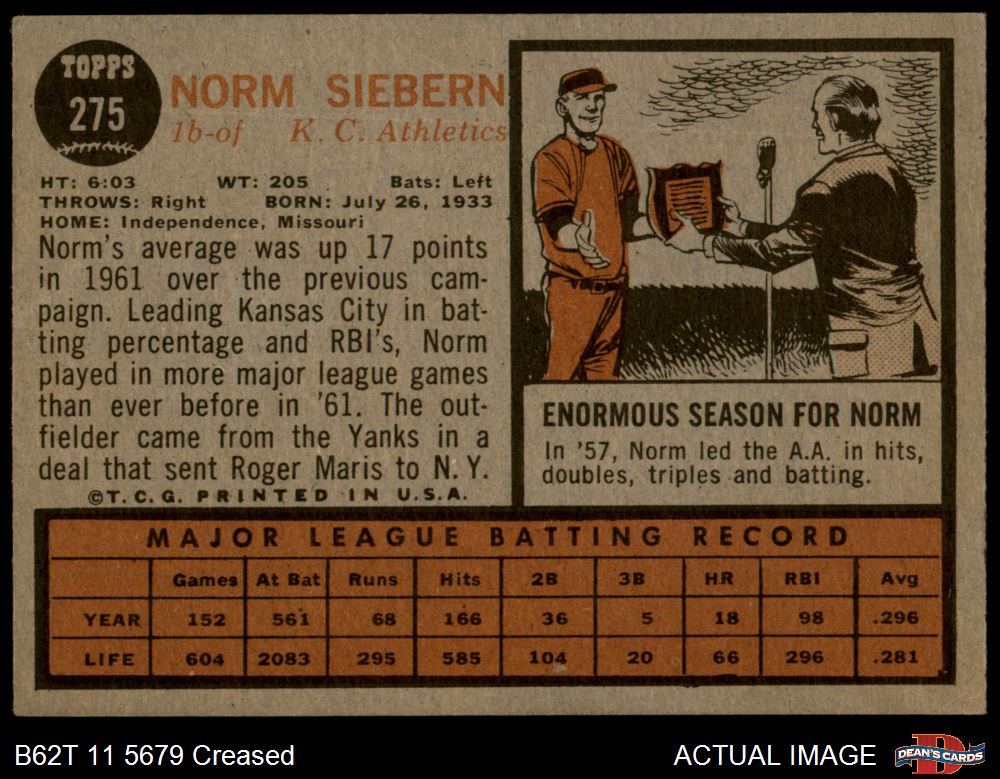 TOPPS
275
NORM SIEBERN
1b-of K. C. Athletics
HT: 6:03 WT: 205 Bats: Left
THROWS: Right BORN: July 26, 1933
HOME: Independence, Missouri
Norm's average was up 17 points
in 1961 over the previous cam-
paign. Leading Kansas City in bat-
ting percentage and RBI's, Norm
played in more major league games
than ever before in '61. The out-
fielder came from the Yanks in a
deal that sent Roger Maris to N. Y.
©T. C. G. PRINTED IN U. S. A.
ENORMOUS SEASON FOR NORM
In '57, Norm led the A.A. in hits,
doubles, triples and batting.
MAJOR LEAGUE BATTING RECORD
Games At Bat Runs Hits 2B 3B HR RBI Avg
YEAR 152 561 68 166 36 5 18 98 .296
LIFE 604 2083 295 585 104 20 66 296 .281
B62T 11 5679 Creased
ACTUAL IMAGE
DEAN'S CARDS